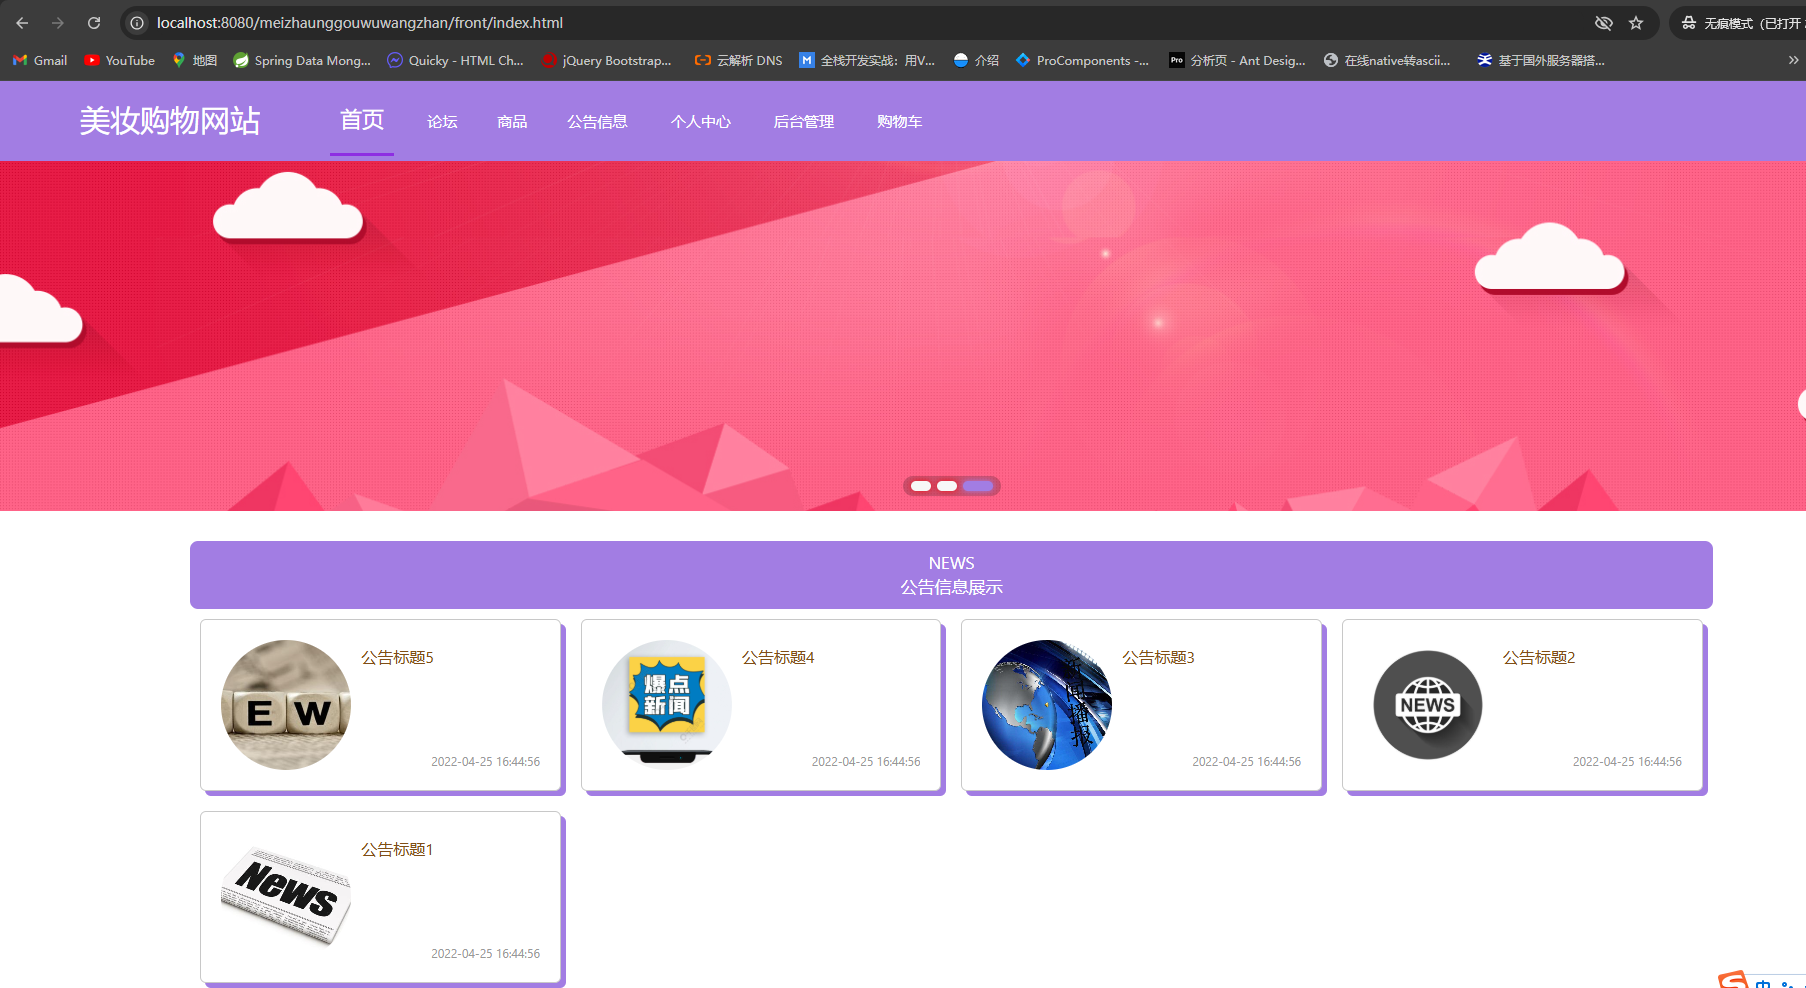 localhost:8080/meizhaunggouwuwangzhan/front/index.html
无痕模式（已打开
Gmail
YouTube
地图
Spring Data Mong...
Quicky - HTML Ch...
jQuery Bootstrap...
云解析 DNS
全栈开发实战：用V...
介绍
ProComponents -...
Pro
分析页 - Ant Desig...
在线native转ascii...
基于国外服务器搭...
美妆购物网站
首页
论坛
商品
公告信息
个人中心
后台管理
购物车
NEWS
公告信息展示
E W
公告标题5
2022-04-25 16:44:56
爆点
新闻
公告标题4
2022-04-25 16:44:56
新闻播报
公告标题3
2022-04-25 16:44:56
NEWS
公告标题2
2022-04-25 16:44:56
News
公告标题1
2022-04-25 16:44:56
中